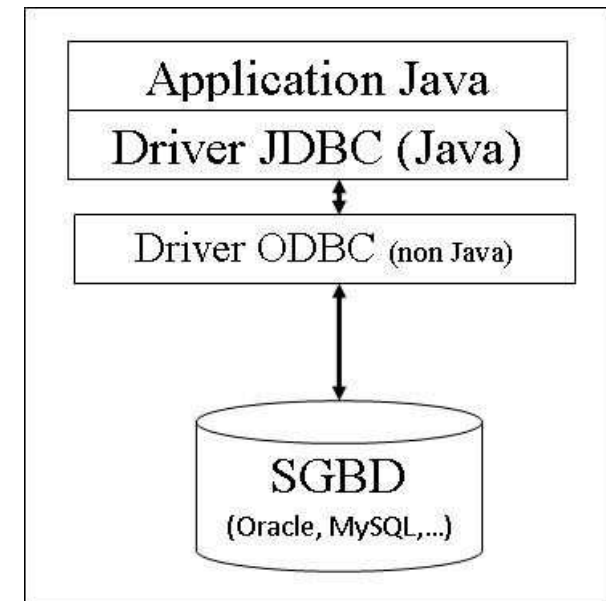 Application Java
Driver JDBC (Java)
Driver ODBC (non Java)
SGBD
(Oracle, MySQL,...)